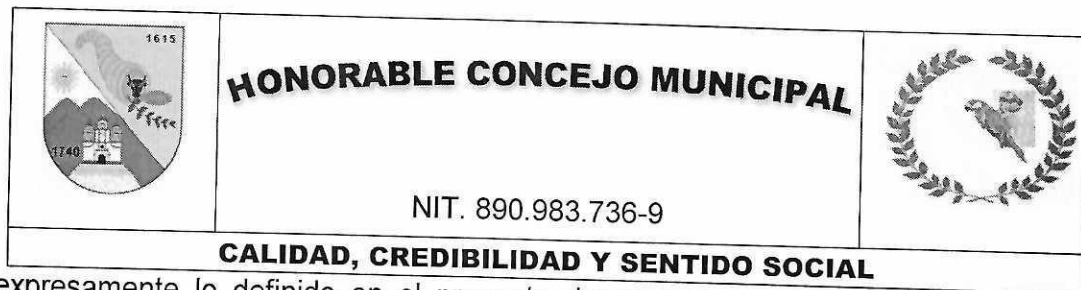 1615
1740
HONORABLE CONCEJO MUNICIPAL
NIT. 890.983.736-9
CALIDAD, CREDIBILIDAD Y SENTIDO SOCIAL
expresamente lo definido en el